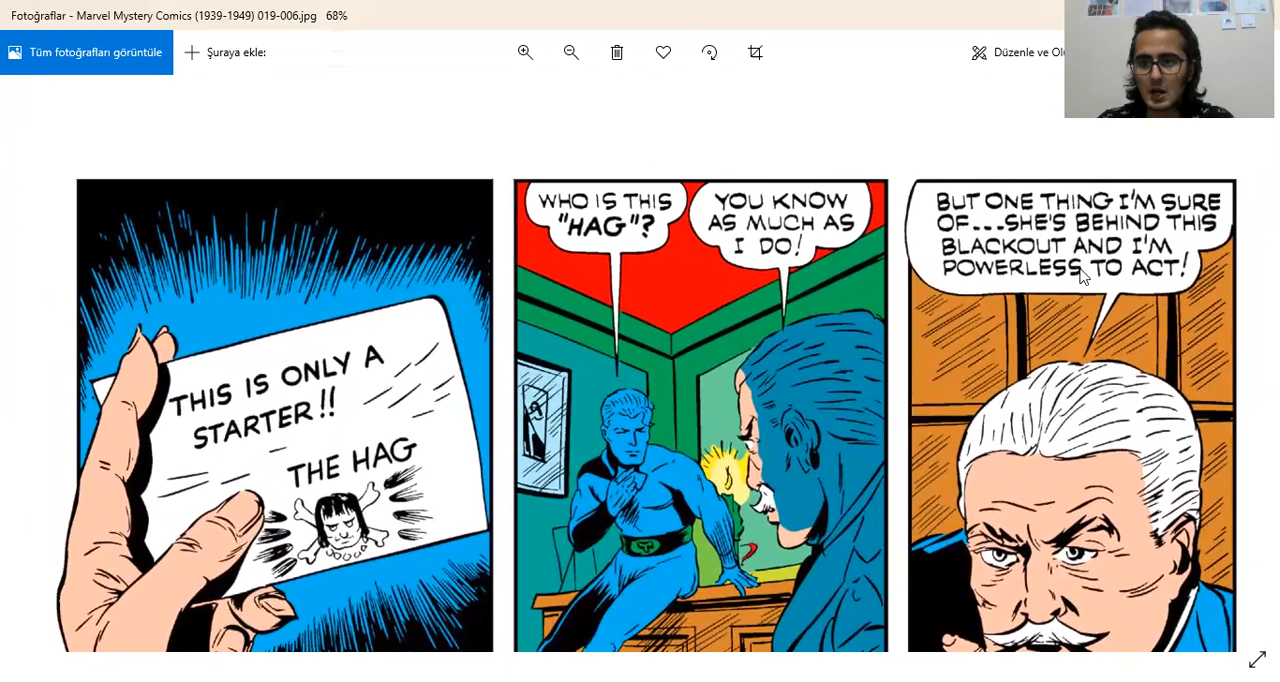 Fotoğraflar - Marvel Mystery Comics (1939-1949) 019-006.jpg   68%
Tüm fotoğrafları görüntüle
Şuraya ekle:
Düzenle ve
THIS IS ONLY A
STARTER!!
THE HAG
WHO IS THIS
"HAG"?
YOU KNOW
AS MUCH AS
I DO!
BUT ONE THING I'M SURE
OF...SHE'S BEHIND THIS
BLACKOUT AND I'M
POWERLESS TO ACT!